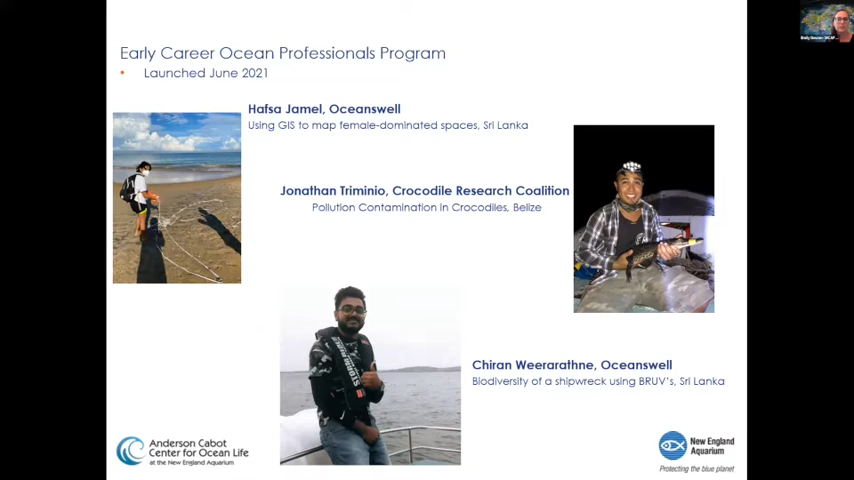 Early Career Ocean Professionals Program
• Launched June 2021
Hafsa Jamel, Oceanswell
Using GIS to map female-dominated spaces, Sri Lanka
Jonathan Triminio, Crocodile Research Coalition
Pollution Contamination in Crocodiles, Belize
Chiran Weerarathne, Oceanswell
Biodiversity of a shipwreck using BRUV's, Sri Lanka
Anderson Cabot
Center for Ocean Life
at the New England Aquarium
New England
Aquarium
Protecting the blue planet